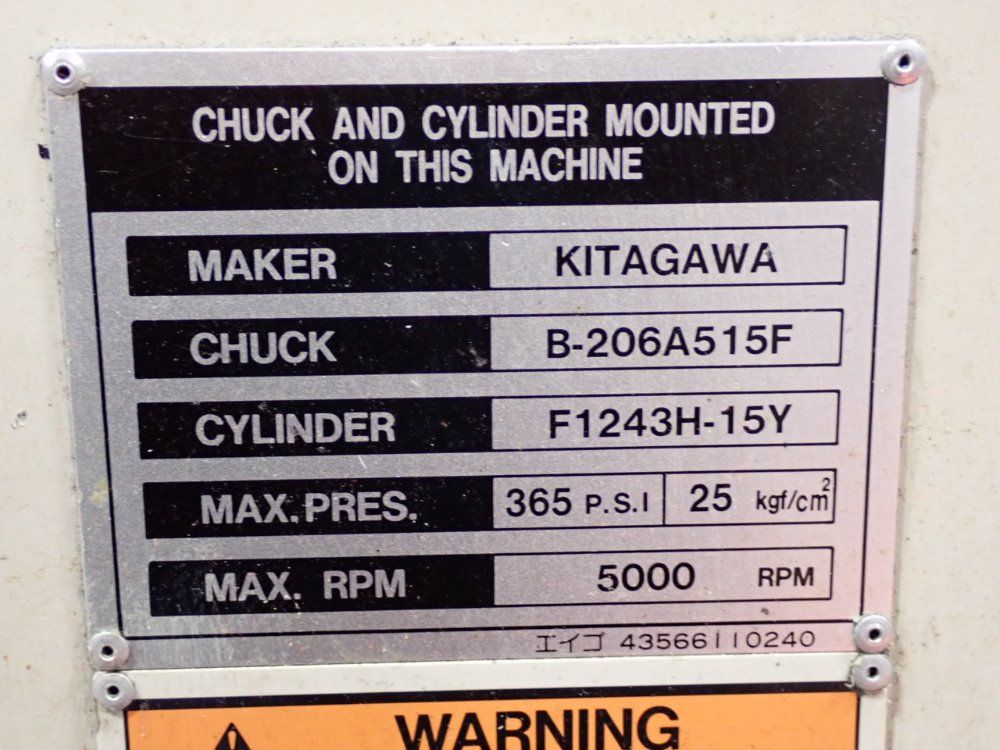 CHUCK AND CYLINDER MOUNTED
ON THIS MACHINE
MAKER KITAGAWA
CHUCK B-206A515F
CYLINDER F1243H-15Y
MAX.PRES. 365 P.S.I 25 kgf/cm²
MAX. RPM 5000 RPM
エイゴ 43566110240
WARNING